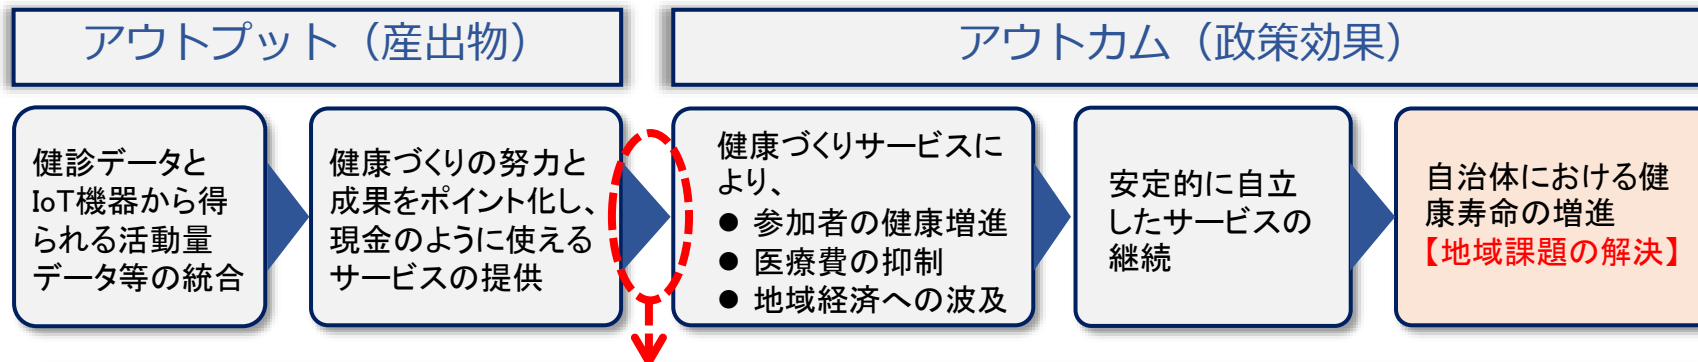 アウトプット（産出物）
アウトカム（政策効果）
健診データと
IoT機器から得
られる活動量
データ等の統合
健康づくりの努力と
成果をポイント化し、
現金のように使える
サービスの提供
健康づくりサービスに
より、
● 参加者の健康増進
● 医療費の抑制
● 地域経済への波及
安定的に自立
したサービスの
継続
自治体における健
康寿命の増進
【地域課題の解決】